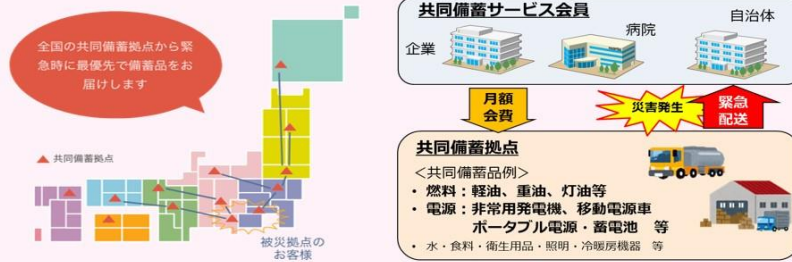 全国の共同備蓄拠点から緊
急時に最優先で備蓄品をお
届けします
▲ 共同備蓄拠点
被災拠点の
お客様
共同備蓄サービス会員
企業
病院
自治体
月額
会費
災害発生
緊急
配送
共同備蓄拠点
<共同備蓄品例>
・ 燃料：軽油、重油、灯油等
・ 電源：非常用発電機、移動電源車
ポータブル電源・蓄電池 等
・ 水・食料・衛生用品・照明・冷暖房機器 等